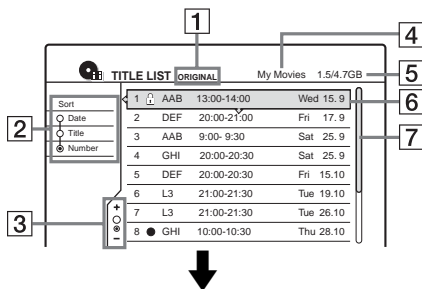 1
4
TITLE LIST ORIGINAL My Movies 1.5/4.7GB
5
1 AAB 13:00-14:00 Wed 15. 9
6
Sort
2
Date
Title
Number
2 DEF 20:00-21:00 Fri 17. 9
3 AAB 9:00- 9:30 Sat 25. 9
7
4 GHI 20:00-20:30 Sat 25. 9
5 DEF 20:00-20:30 Fri 15.10
6 L3 21:00-21:30 Tue 19.10
3
+
–
7 L3 21:00-21:30 Tue 26.10
8 GHI 10:00-10:30 Thu 28.10